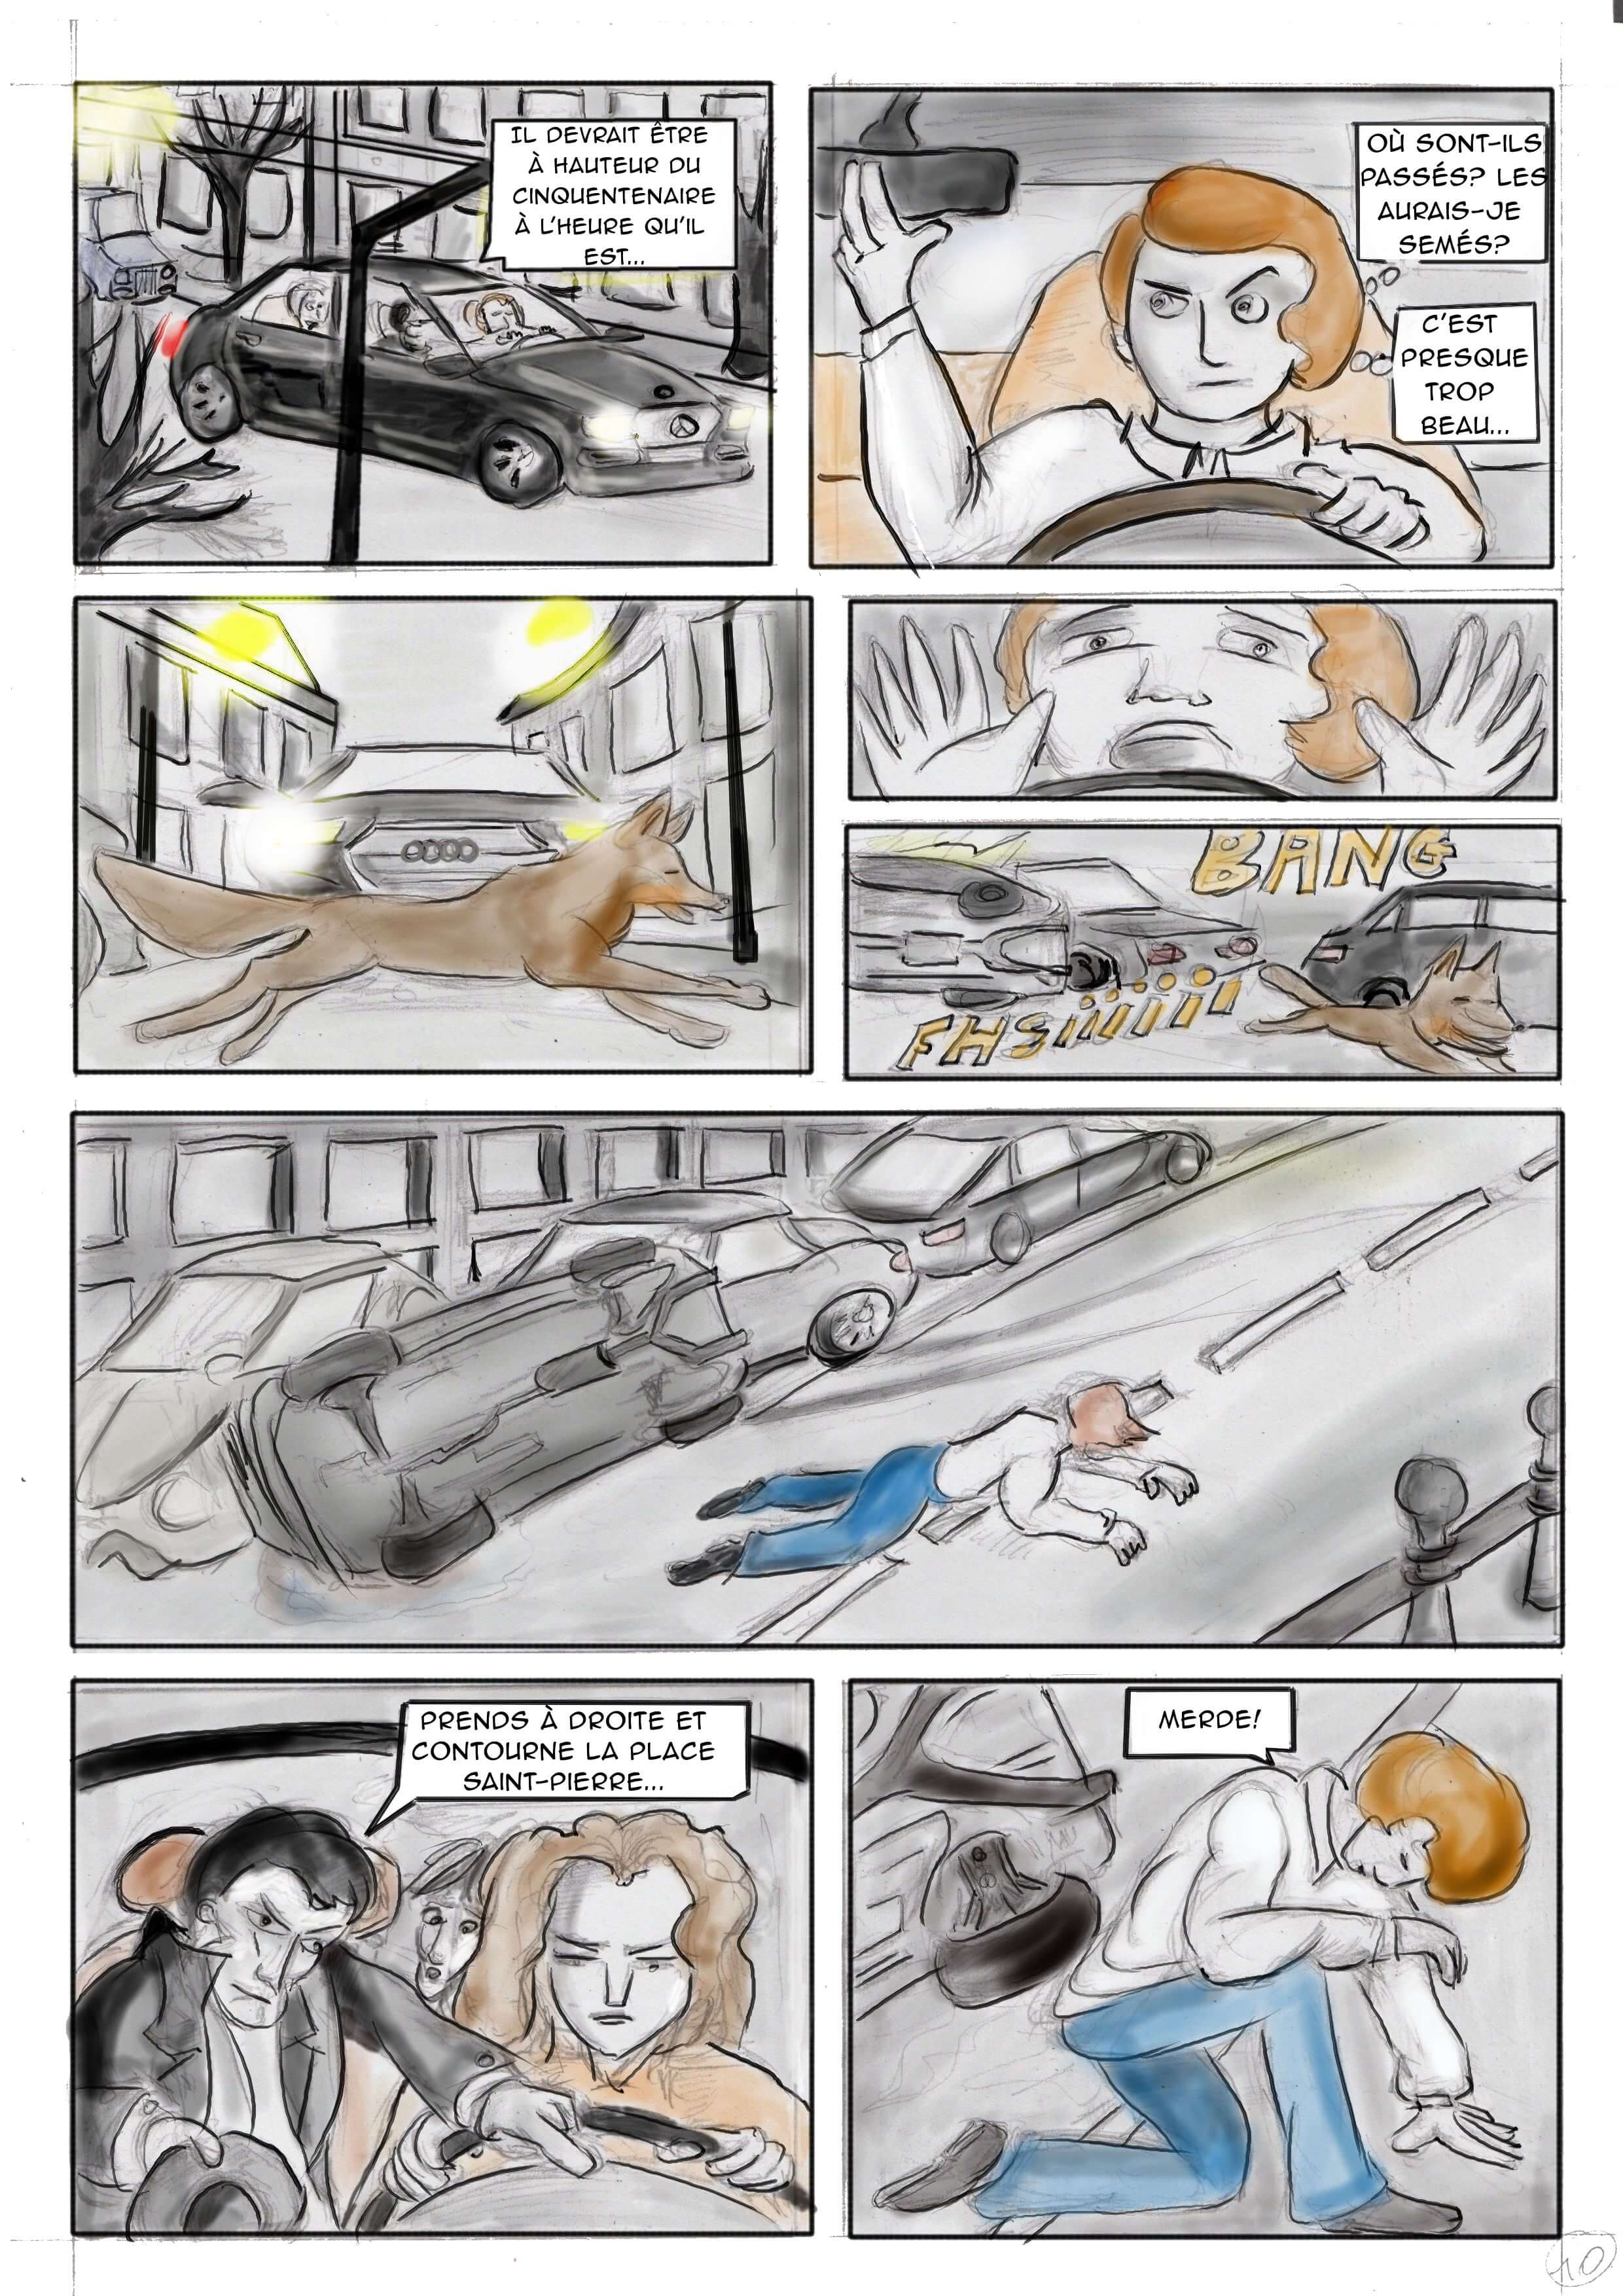 IL DEVRAIT ÊTRE
À HAUTEUR DU
CINQUENTENAIRE
À L'HEURE QU'IL
EST...
OÙ SONT-ILS
PASSÉS? LES
AURAIS-JE
SEMÉS?
C'EST
PRESQUE
TROP
BEAU...
BANG
FHSiiiiiii
PRENDS À DROITE ET
CONTOURNE LA PLACE
SAINT-PIERRE...
MERDE!
10